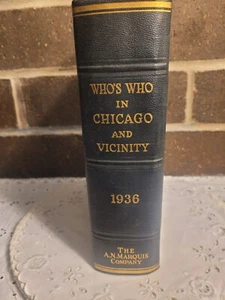 WHO'S WHO
IN
CHICAGO
AND
VICINITY
1936
THE
A.N. MARQUIS
COMPANY